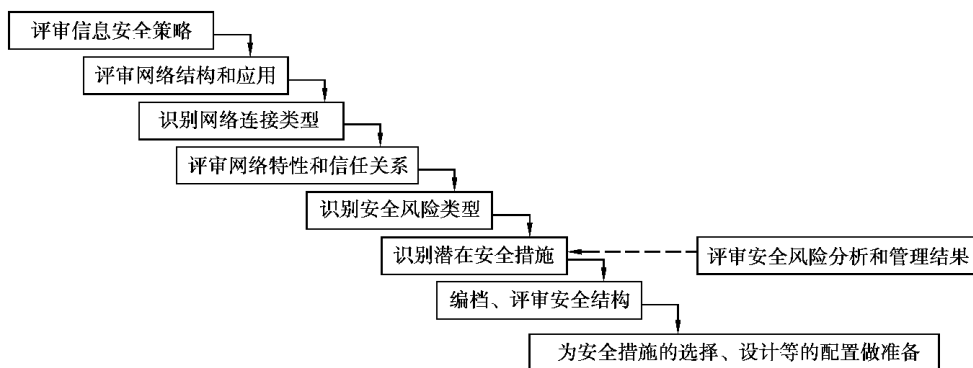 评审信息安全策略
评审网络结构和应用
识别网络连接类型
评审网络特性和信任关系
识别安全风险类型
识别潜在安全措施
评审安全风险分析和管理结果
编档、评审安全结构
为安全措施的选择、设计等的配置做准备